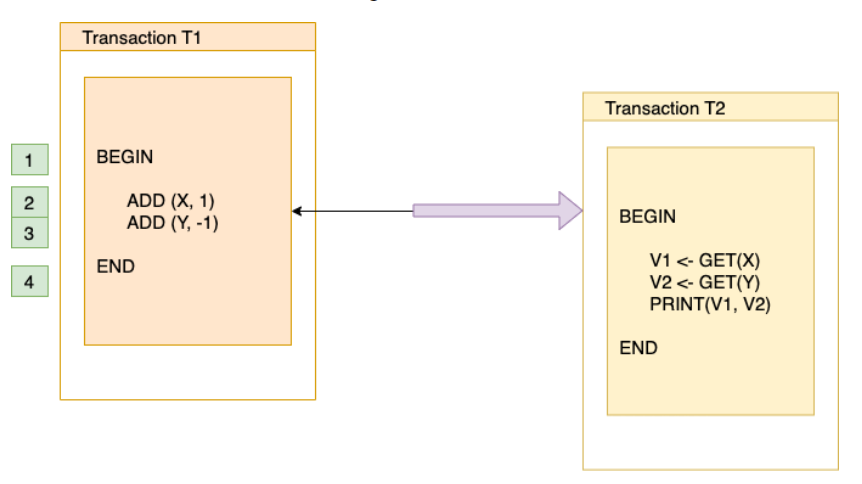 Transaction T1
1
BEGIN
2
ADD (X, 1)
3
ADD (Y, -1)
4
END
Transaction T2
BEGIN
V1 <- GET(X)
V2 <- GET(Y)
PRINT(V1, V2)
END